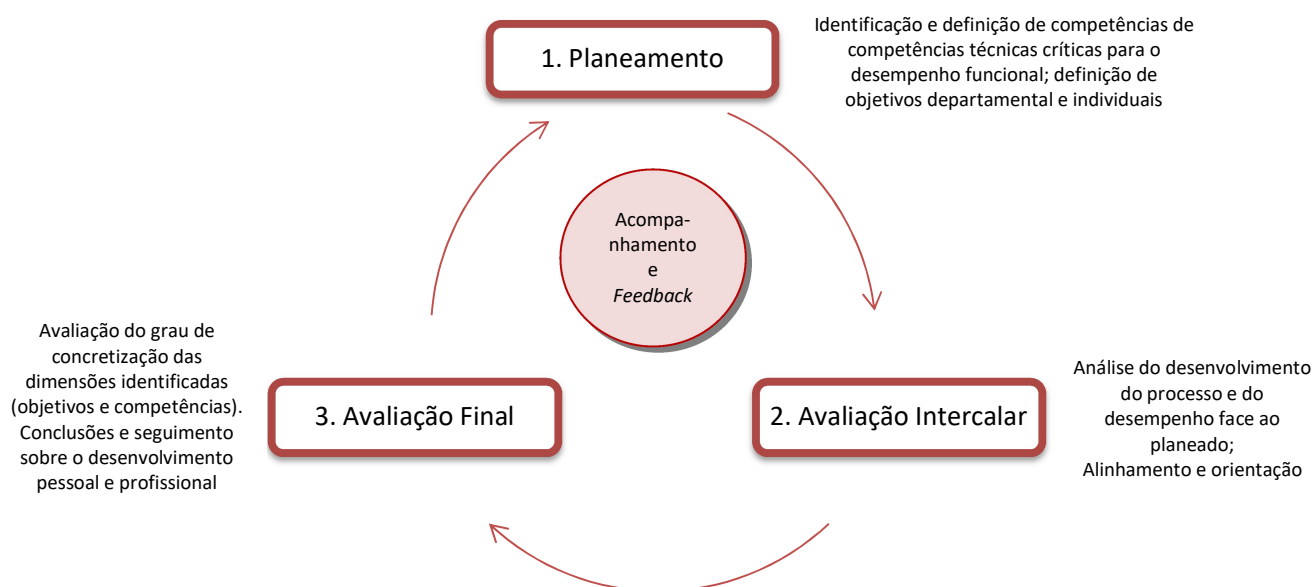 1. Planeamento
Identificação e definição de competências de
competências técnicas críticas para o
desempenho funcional; definição de
objetivos departamental e individuais
Acompa-
nhamento
e
Feedback
Avaliação do grau de
concretização das
dimensões identificadas
(objetivos e competências).
Conclusões e seguimento
sobre o desenvolvimento
pessoal e profissional
3. Avaliação Final
2. Avaliação Intercalar
Análise do desenvolvimento
do processo e do
desempenho face ao
planeado;
Alinhamento e orientação